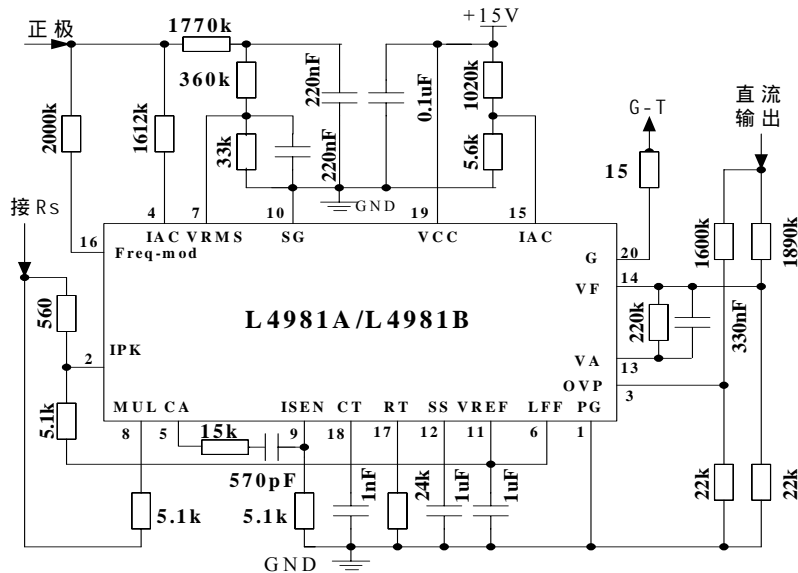 正极
1770k
+15V
360k
220nF
0.1uF
1020k
G-T
直流
输出
2000k
1612k
33k
220nF
5.6k
15
接Rs
GND
4
7
10
19
15
16
IAC
VRMS
SG
VCC
IAC
20
1600k
1890k
Freq-mod
G
14
VF
560
L4981A/L4981B
220k
330nF
2
IPK
VA
13
OVP
3
5.1k
MUL
CA
ISEN
CT
RT
SS
VREF
LFF
PG
8
5
9
18
17
12
11
6
1
15k
570pF
1nF
24k
1uF
1uF
22k
22k
5.1k
5.1k
GND